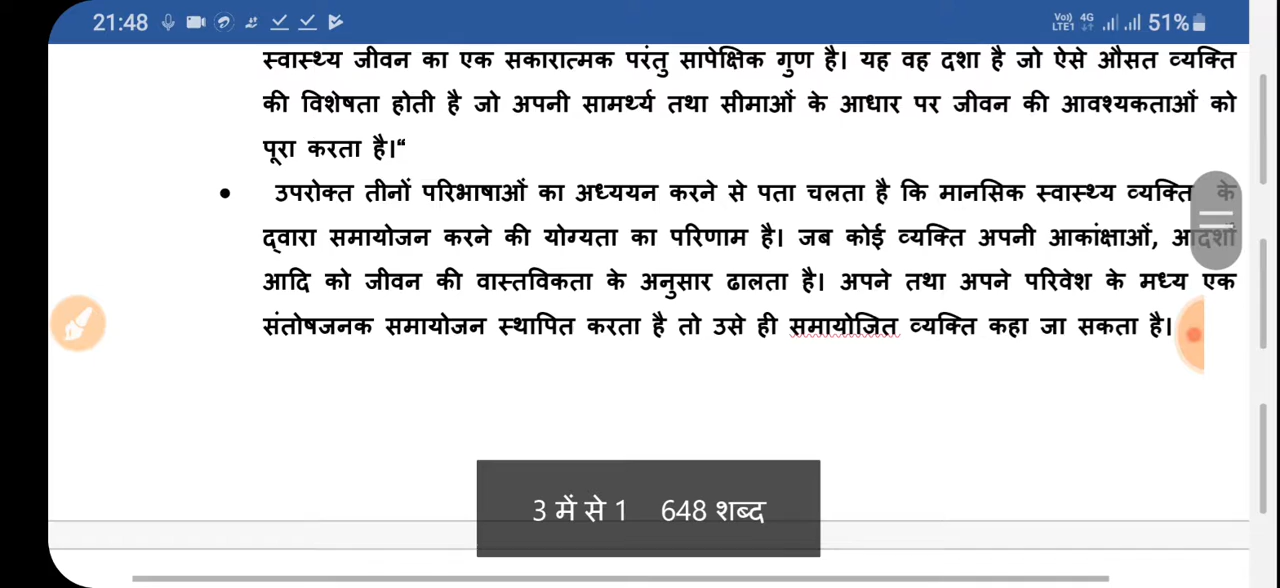 21:48 Vo) 4G LTE1 51%
स्वास्थ्य जीवन का एक सकारात्मक परंतु सापेक्षिक गुण है। यह वह दशा है जो ऐसे औसत व्यक्ति
की विशेषता होती है जो अपनी सामर्थ्य तथा सीमाओं के आधार पर जीवन की आवश्यकताओं को
पूरा करता है।“
• उपरोक्त तीनों परिभाषाओं का अध्ययन करने से पता चलता है कि मानसिक स्वास्थ्य व्यक्ति के
द्वारा समायोजन करने की योग्यता का परिणाम है। जब कोई व्यक्ति अपनी आकांक्षाओं, आदर्शों
आदि को जीवन की वास्तविकता के अनुसार ढालता है। अपने तथा अपने परिवेश के मध्य एक
संतोषजनक समायोजन स्थापित करता है तो उसे ही समायोजित व्यक्ति कहा जा सकता है।
3 में से 1 648 शब्द